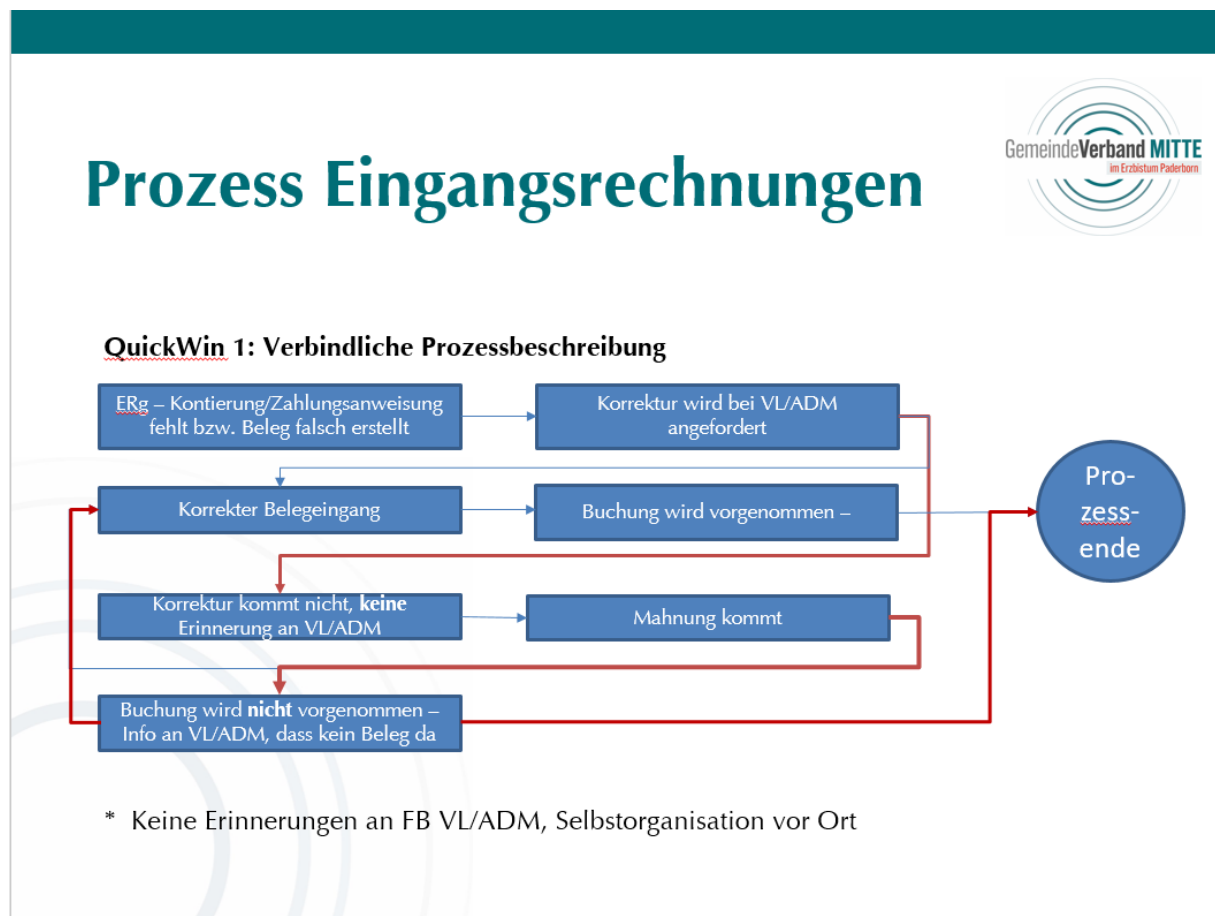 GemeindeVerband MITTE
im Erzbistum Paderborn
Prozess Eingangsrechnungen
QuickWin 1: Verbindliche Prozessbeschreibung
ERg – Kontierung/Zahlungsanweisung
fehlt bzw. Beleg falsch erstellt
Korrektur wird bei VL/ADM
angefordert
Korrekter Belegeingang
Buchung wird vorgenommen –
Pro-
zess-
ende
Korrektur kommt nicht, keine
Erinnerung an VL/ADM
Mahnung kommt
Buchung wird nicht vorgenommen –
Info an VL/ADM, dass kein Beleg da
* Keine Erinnerungen an FB VL/ADM, Selbstorganisation vor Ort